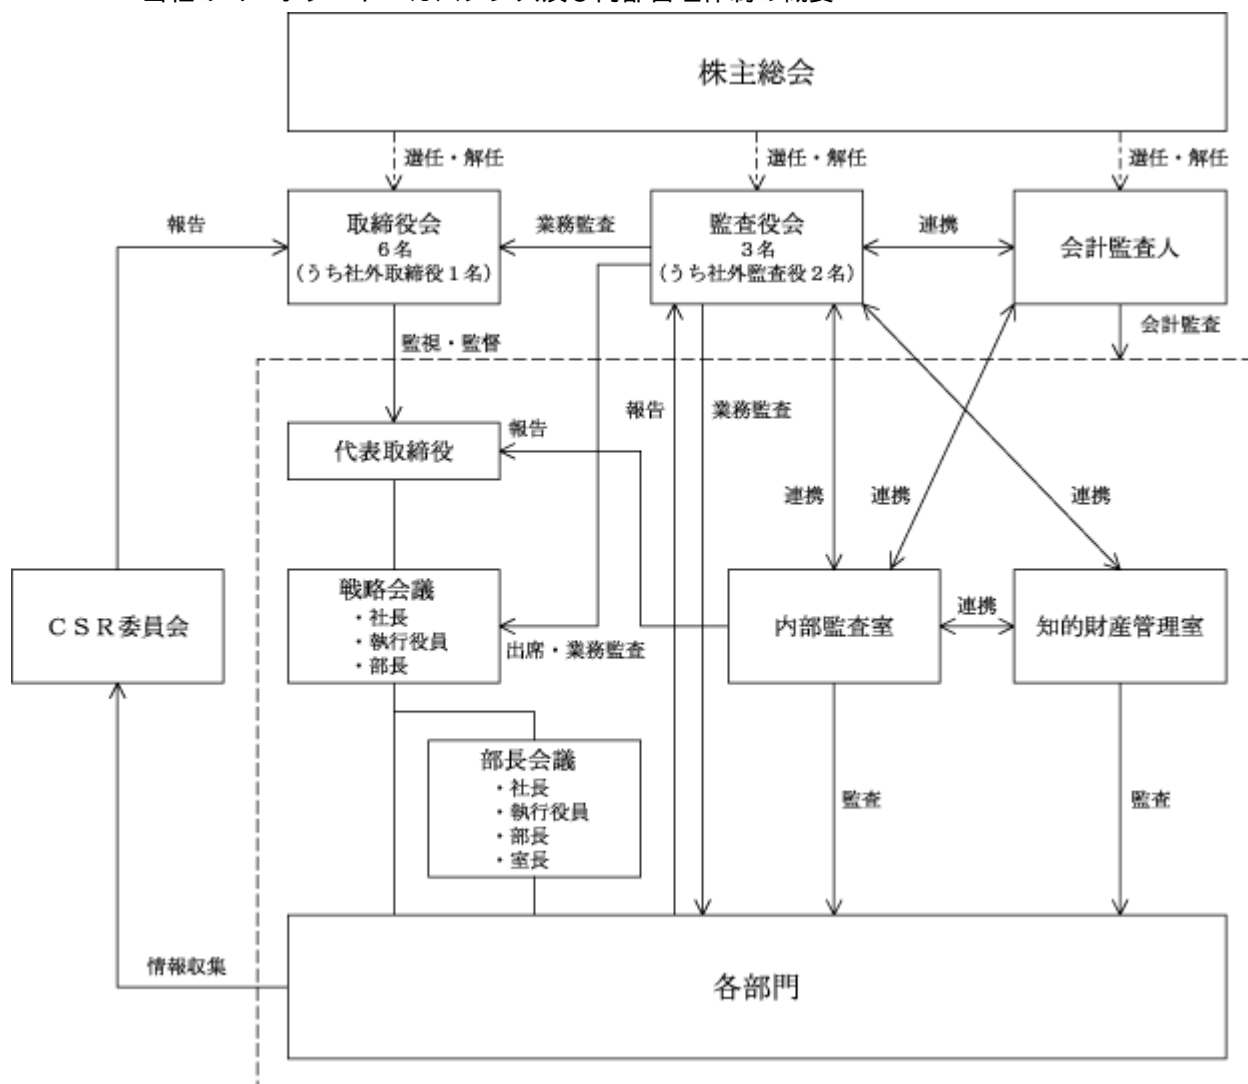 株主総会
選任・解任
選任・解任
選任・解任
報告
取締役会
6名
(うち社外取締役1名)
業務監査
監査役会
3名
(うち社外監査役2名)
連携
会計監査人
監視・監督
会計監査
代表取締役
報告
報告
業務監査
連携
連携
連携
CSR委員会
戦略会議
・社長
・執行役員
・部長
出席・業務監査
内部監査室
連携
知的財産管理室
部長会議
・社長
・執行役員
・部長
・室長
監査
監査
情報収集
各部門